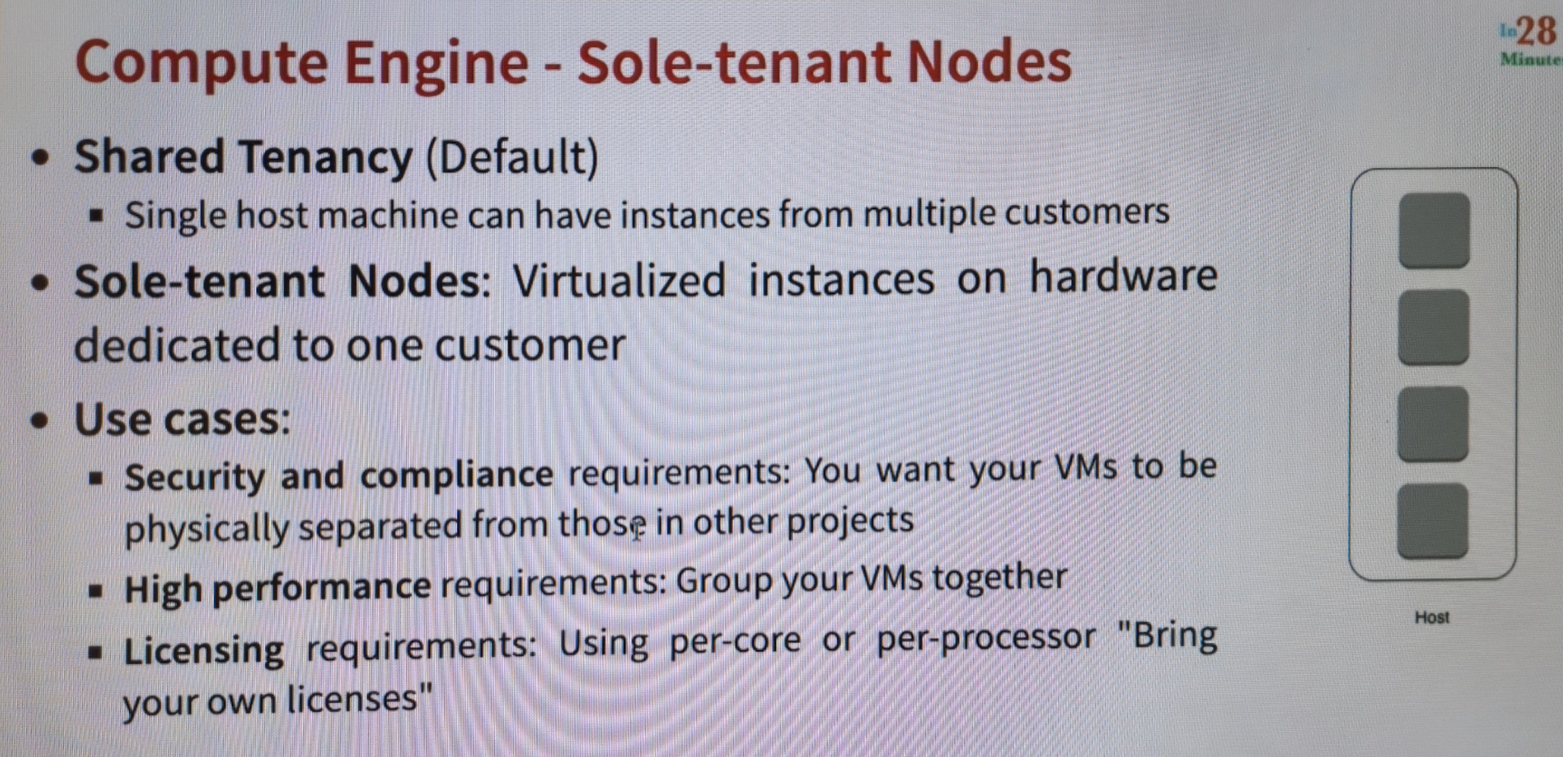 Compute Engine - Sole-tenant Nodes
In28
Minute
• Shared Tenancy (Default)
▪ Single host machine can have instances from multiple customers
• Sole-tenant Nodes: Virtualized instances on hardware
dedicated to one customer
• Use cases:
▪ Security and compliance requirements: You want your VMs to be
physically separated from those in other projects
▪ High performance requirements: Group your VMs together
▪ Licensing requirements: Using per-core or per-processor "Bring
your own licenses"
Host